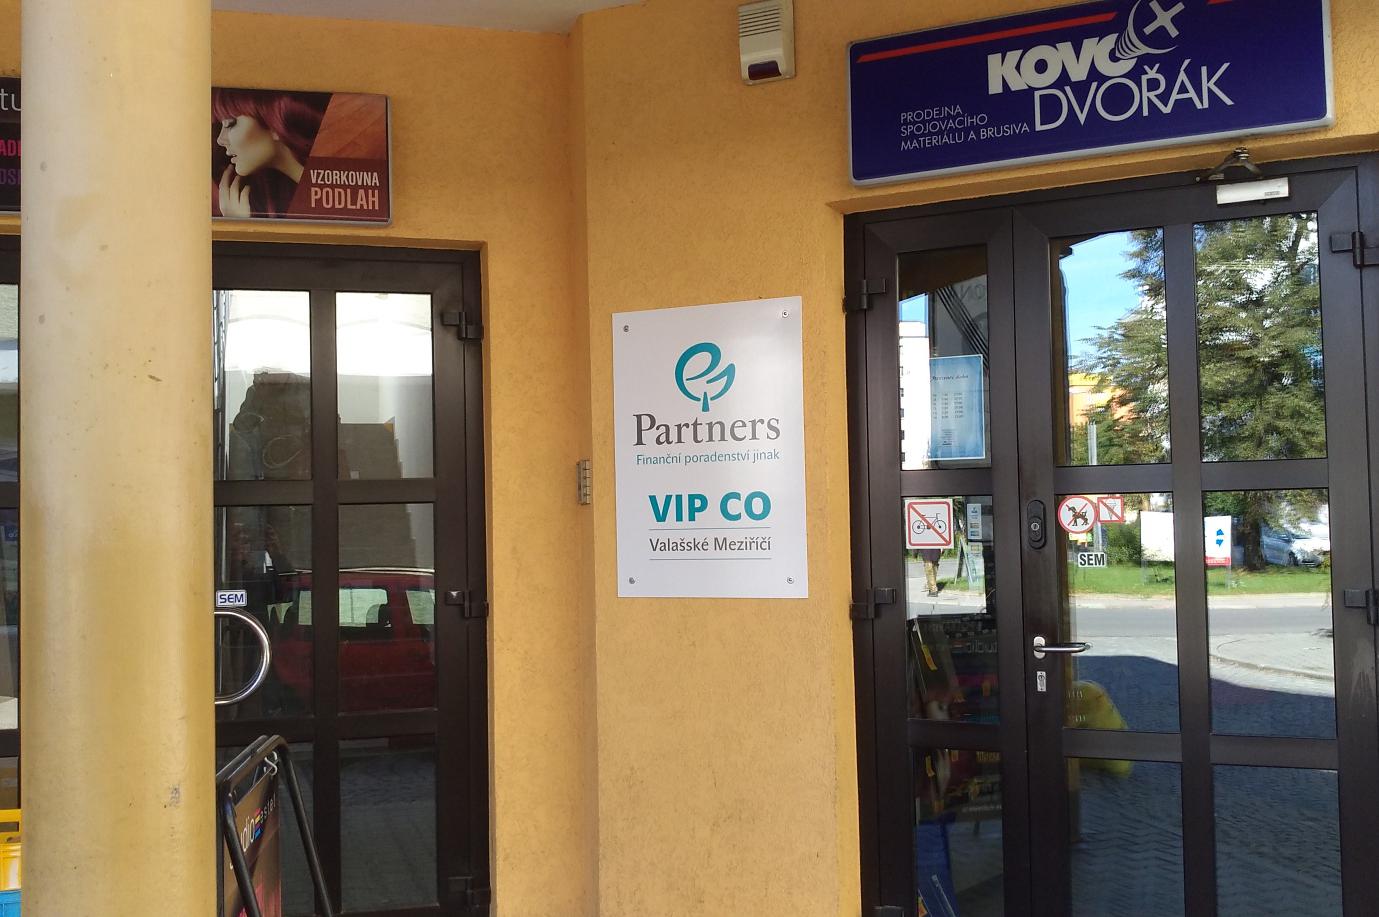 VZORKOVNA
PODLAH
SEM
Partners
Finanční poradenství jinak
VIP CO
Valašské Meziříčí
KOVO
DVOŘÁK
PRODEJNA
SPOJOVACÍHO
MATERIÁLU A BRUSIVA
SEM